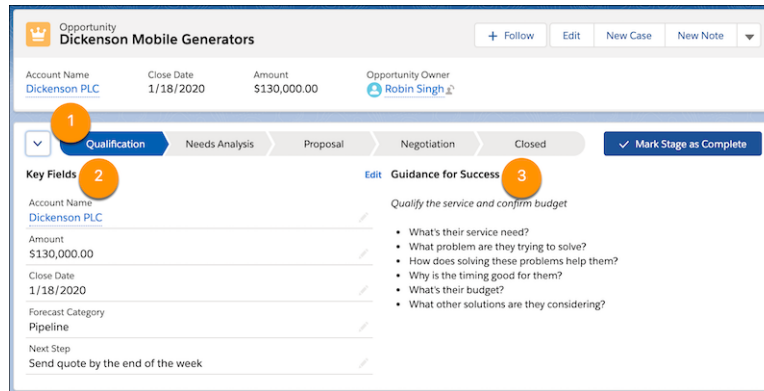 Opportunity
Dickenson Mobile Generators
+ Follow
Edit
New Case
New Note
Account Name
Close Date
Amount
Opportunity Owner
Dickenson PLC
1/18/2020
$130,000.00
Robin Singh
1
Qualification
Needs Analysis
Proposal
Negotiation
Closed
Mark Stage as Complete
Key Fields
2
Edit
Guidance for Success
3
Account Name
Dickenson PLC
Amount
$130,000.00
Close Date
1/18/2020
Forecast Category
Pipeline
Next Step
Send quote by the end of the week
Qualify the service and confirm budget
• What's their service need?
• What problem are they trying to solve?
• How does solving these problems help them?
• Why is the timing good for them?
• What's their budget?
• What other solutions are they considering?